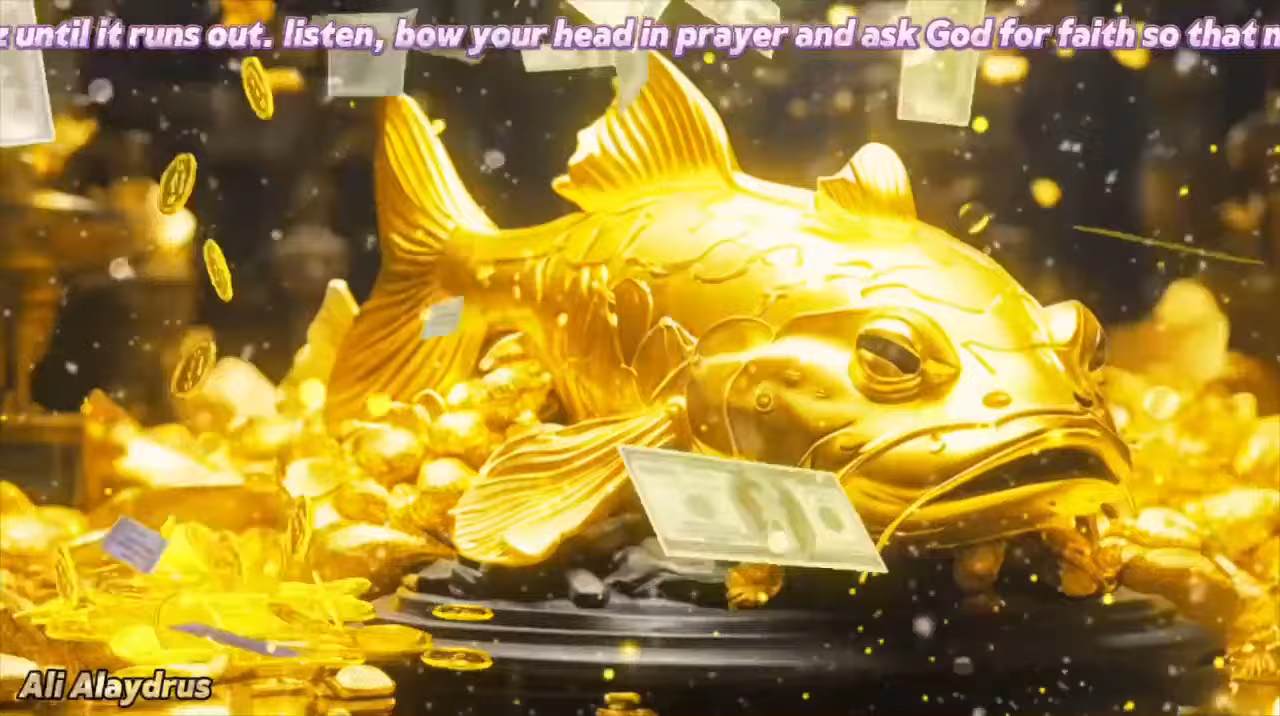 until it runs out. listen, bow your head in prayer and ask God for faith so that
Ali Alaydrus